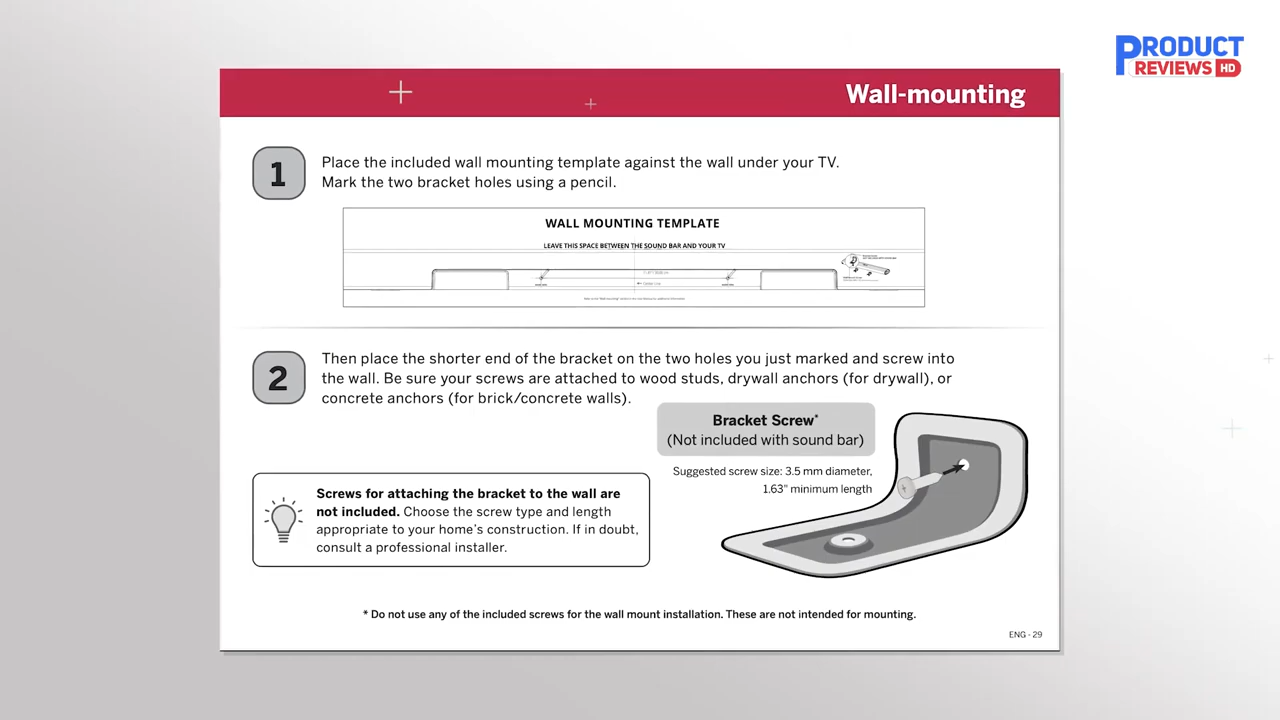 PRODUCT
REVIEWS HD
Wall-mounting
1
Place the included wall mounting template against the wall under your TV.
Mark the two bracket holes using a pencil.
WALL MOUNTING TEMPLATE
LEAVE THIS SPACE BETWEEN THE SOUND BAR AND YOUR TV
2
Then place the shorter end of the bracket on the two holes you just marked and screw into
the wall. Be sure your screws are attached to wood studs, drywall anchors (for drywall), or
concrete anchors (for brick/concrete walls).
Bracket Screw*
(Not included with sound bar)
Suggested screw size: 3.5 mm diameter,
1.63" minimum length
Screws for attaching the bracket to the wall are
not included. Choose the screw type and length
appropriate to your home's construction. If in doubt,
consult a professional installer.
* Do not use any of the included screws for the wall mount installation. These are not intended for mounting.
ENG - 29